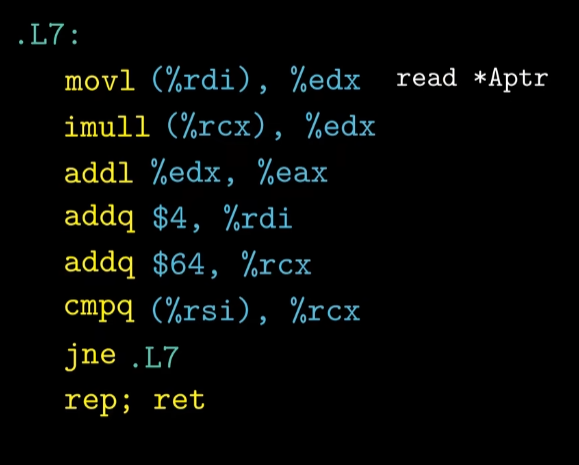 .L7:
movl (%rdi), %edx read *Aptr
imull (%rcx), %edx
addl %edx, %eax
addq $4, %rdi
addq $64, %rcx
cmpq (%rsi), %rcx
jne .L7
rep; ret